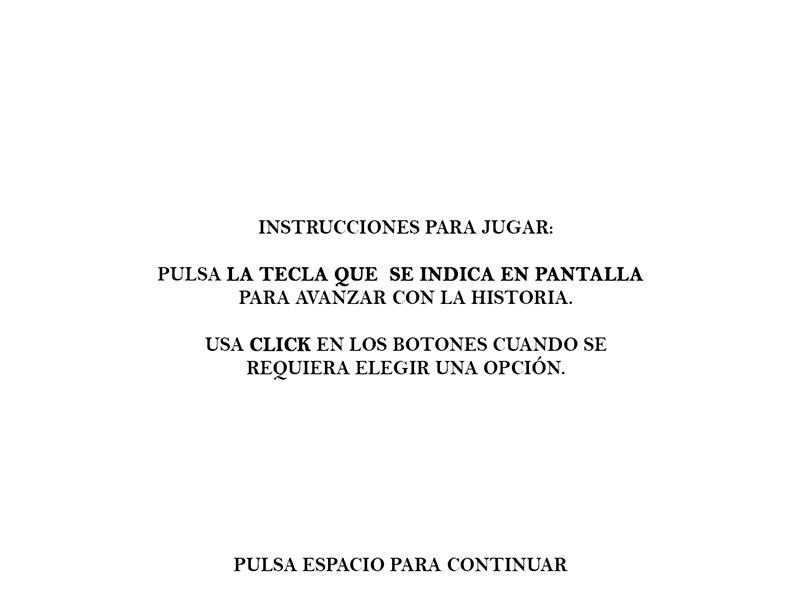 INSTRUCCIONES PARA JUGAR:
PULSA LA TECLA QUE  SE INDICA EN PANTALLA
PARA AVANZAR CON LA HISTORIA.
USA CLICK EN LOS BOTONES CUANDO SE
REQUIERA ELEGIR UNA OPCIÓN.
PULSA ESPACIO PARA CONTINUAR